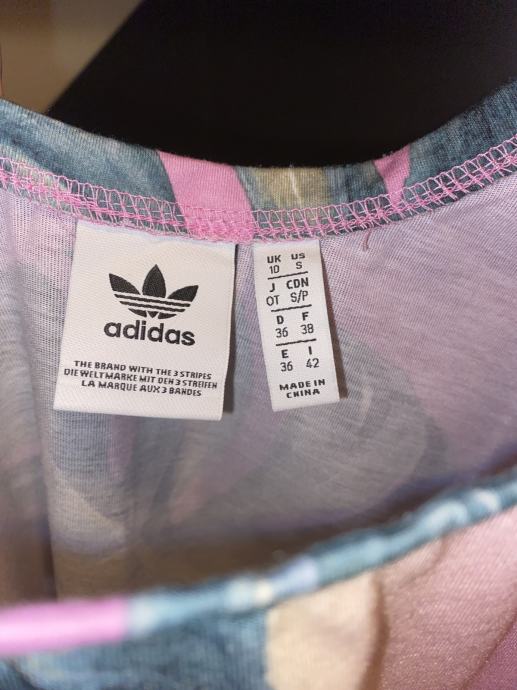 adidas
THE BRAND WITH THE 3 STRIPES
DIE WELTMARKE MIT DEN 3 STREIFEN
LA MARQUE AUX 3 BANDES
UK US
10 S
J CDN
OT S/P
D F
36 38
E I
36 42
MADE IN
CHINA